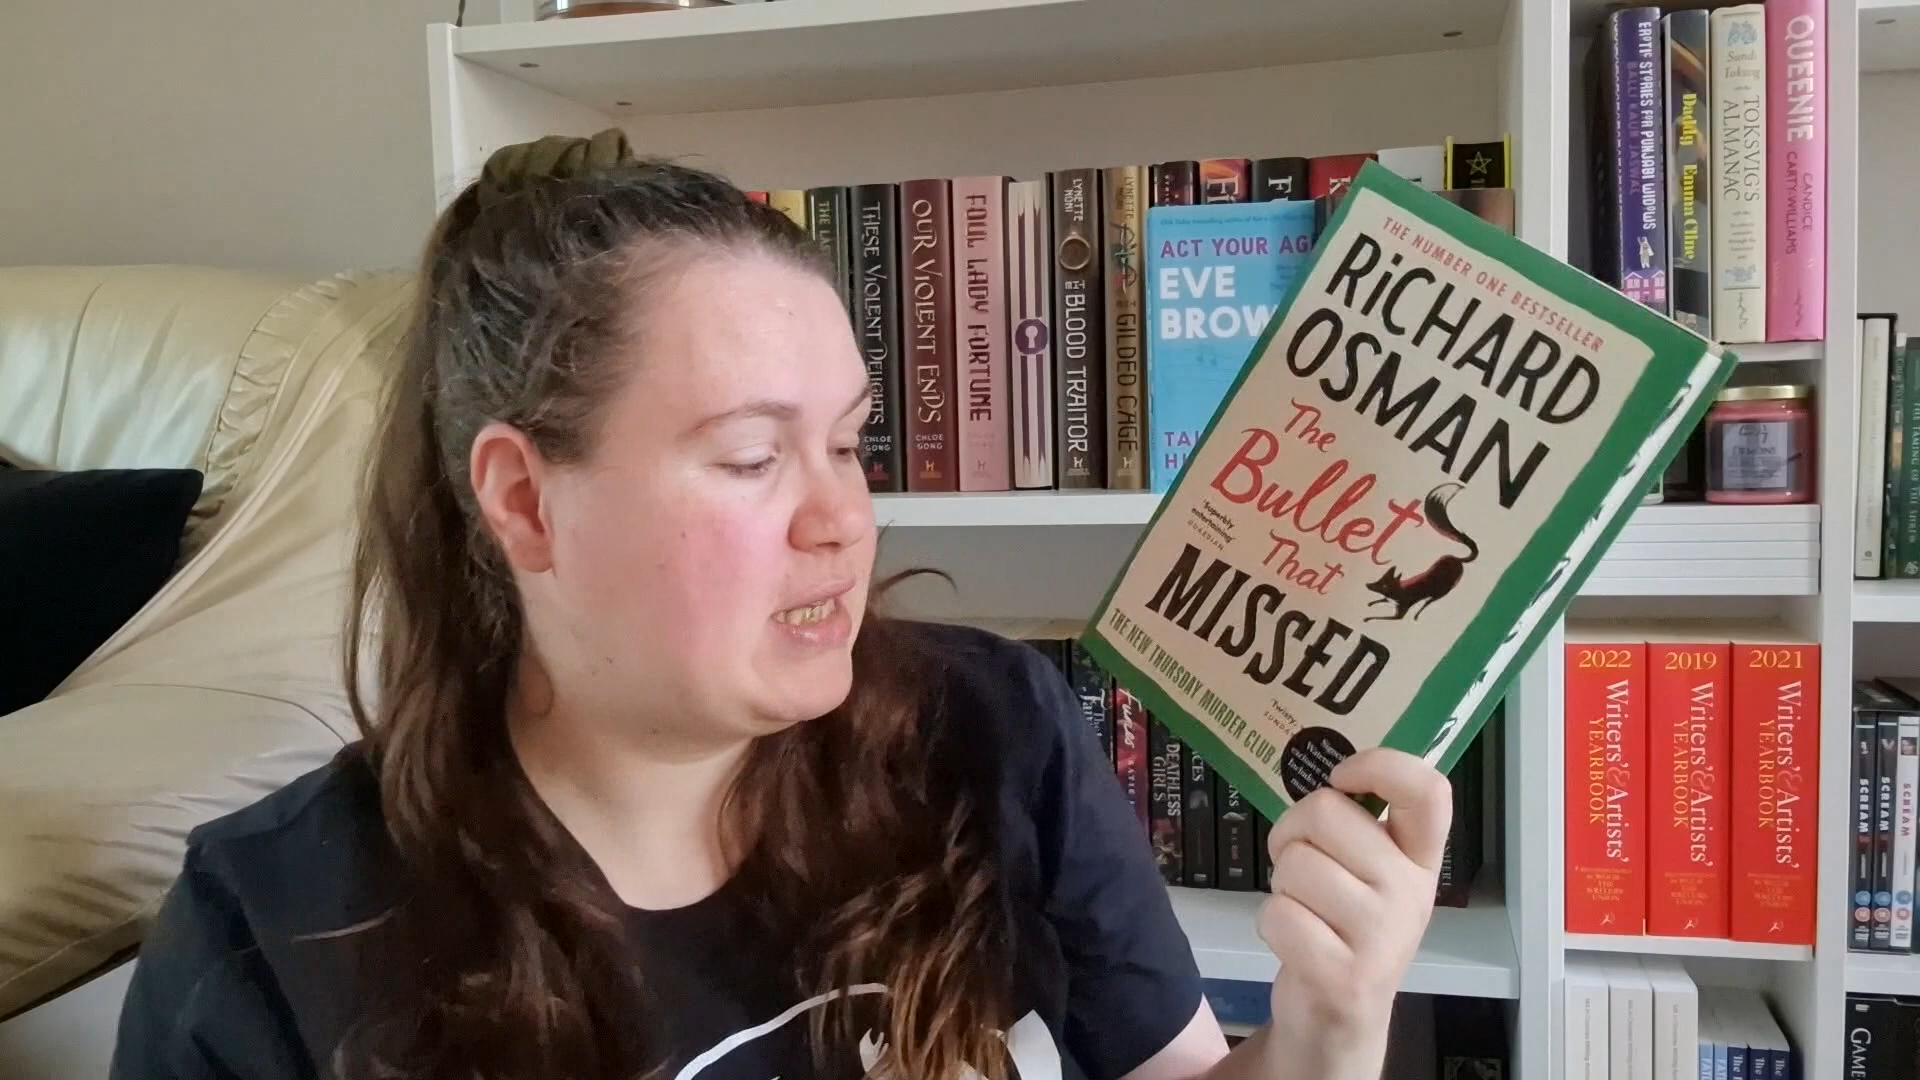 THE NUMBER ONE BESTSELLER
RiCHARD
OSMAN
The
Bullet
That
MISSED
'Superbly
entertaining'
GUARDIAN
THE NEW THURSDAY MURDER CLUB
THESE VIOLENT DELIGHTS
CHLOE
GONG
OUR VIOLENT ENDS
CHLOE
GONG
FOUL LADY FORTUNE
LYNETTE
NONI
THE BLOOD TRAITOR
LYNETTE
THE GILDED CAGE
ACT YOUR
EVE
EROTIC STORIES FOR PUNJABI WIDOWS
BALLI KAUR JASWAL
Daddy Emma Cline
Sandi
Toksvig
TOKSVIG'S
ALMANAC
QUEENIE
CANDICE
CARTY-WILLIAMS
2022
Writers' & Artists'
YEARBOOK
2019
Writers' & Artists'
YEARBOOK
2021
Writers' & Artists'
YEARBOOK
DEATHLESS
GIRLS
SCREAM
SCREAM
SCREAM